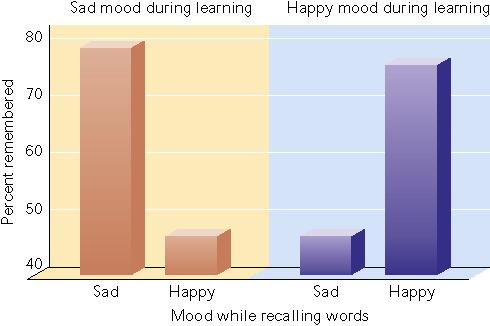 Sad mood during learning
Happy mood during learning
Percent remembered
80
70
60
50
40
Sad
Happy
Sad
Happy
Mood while recalling words